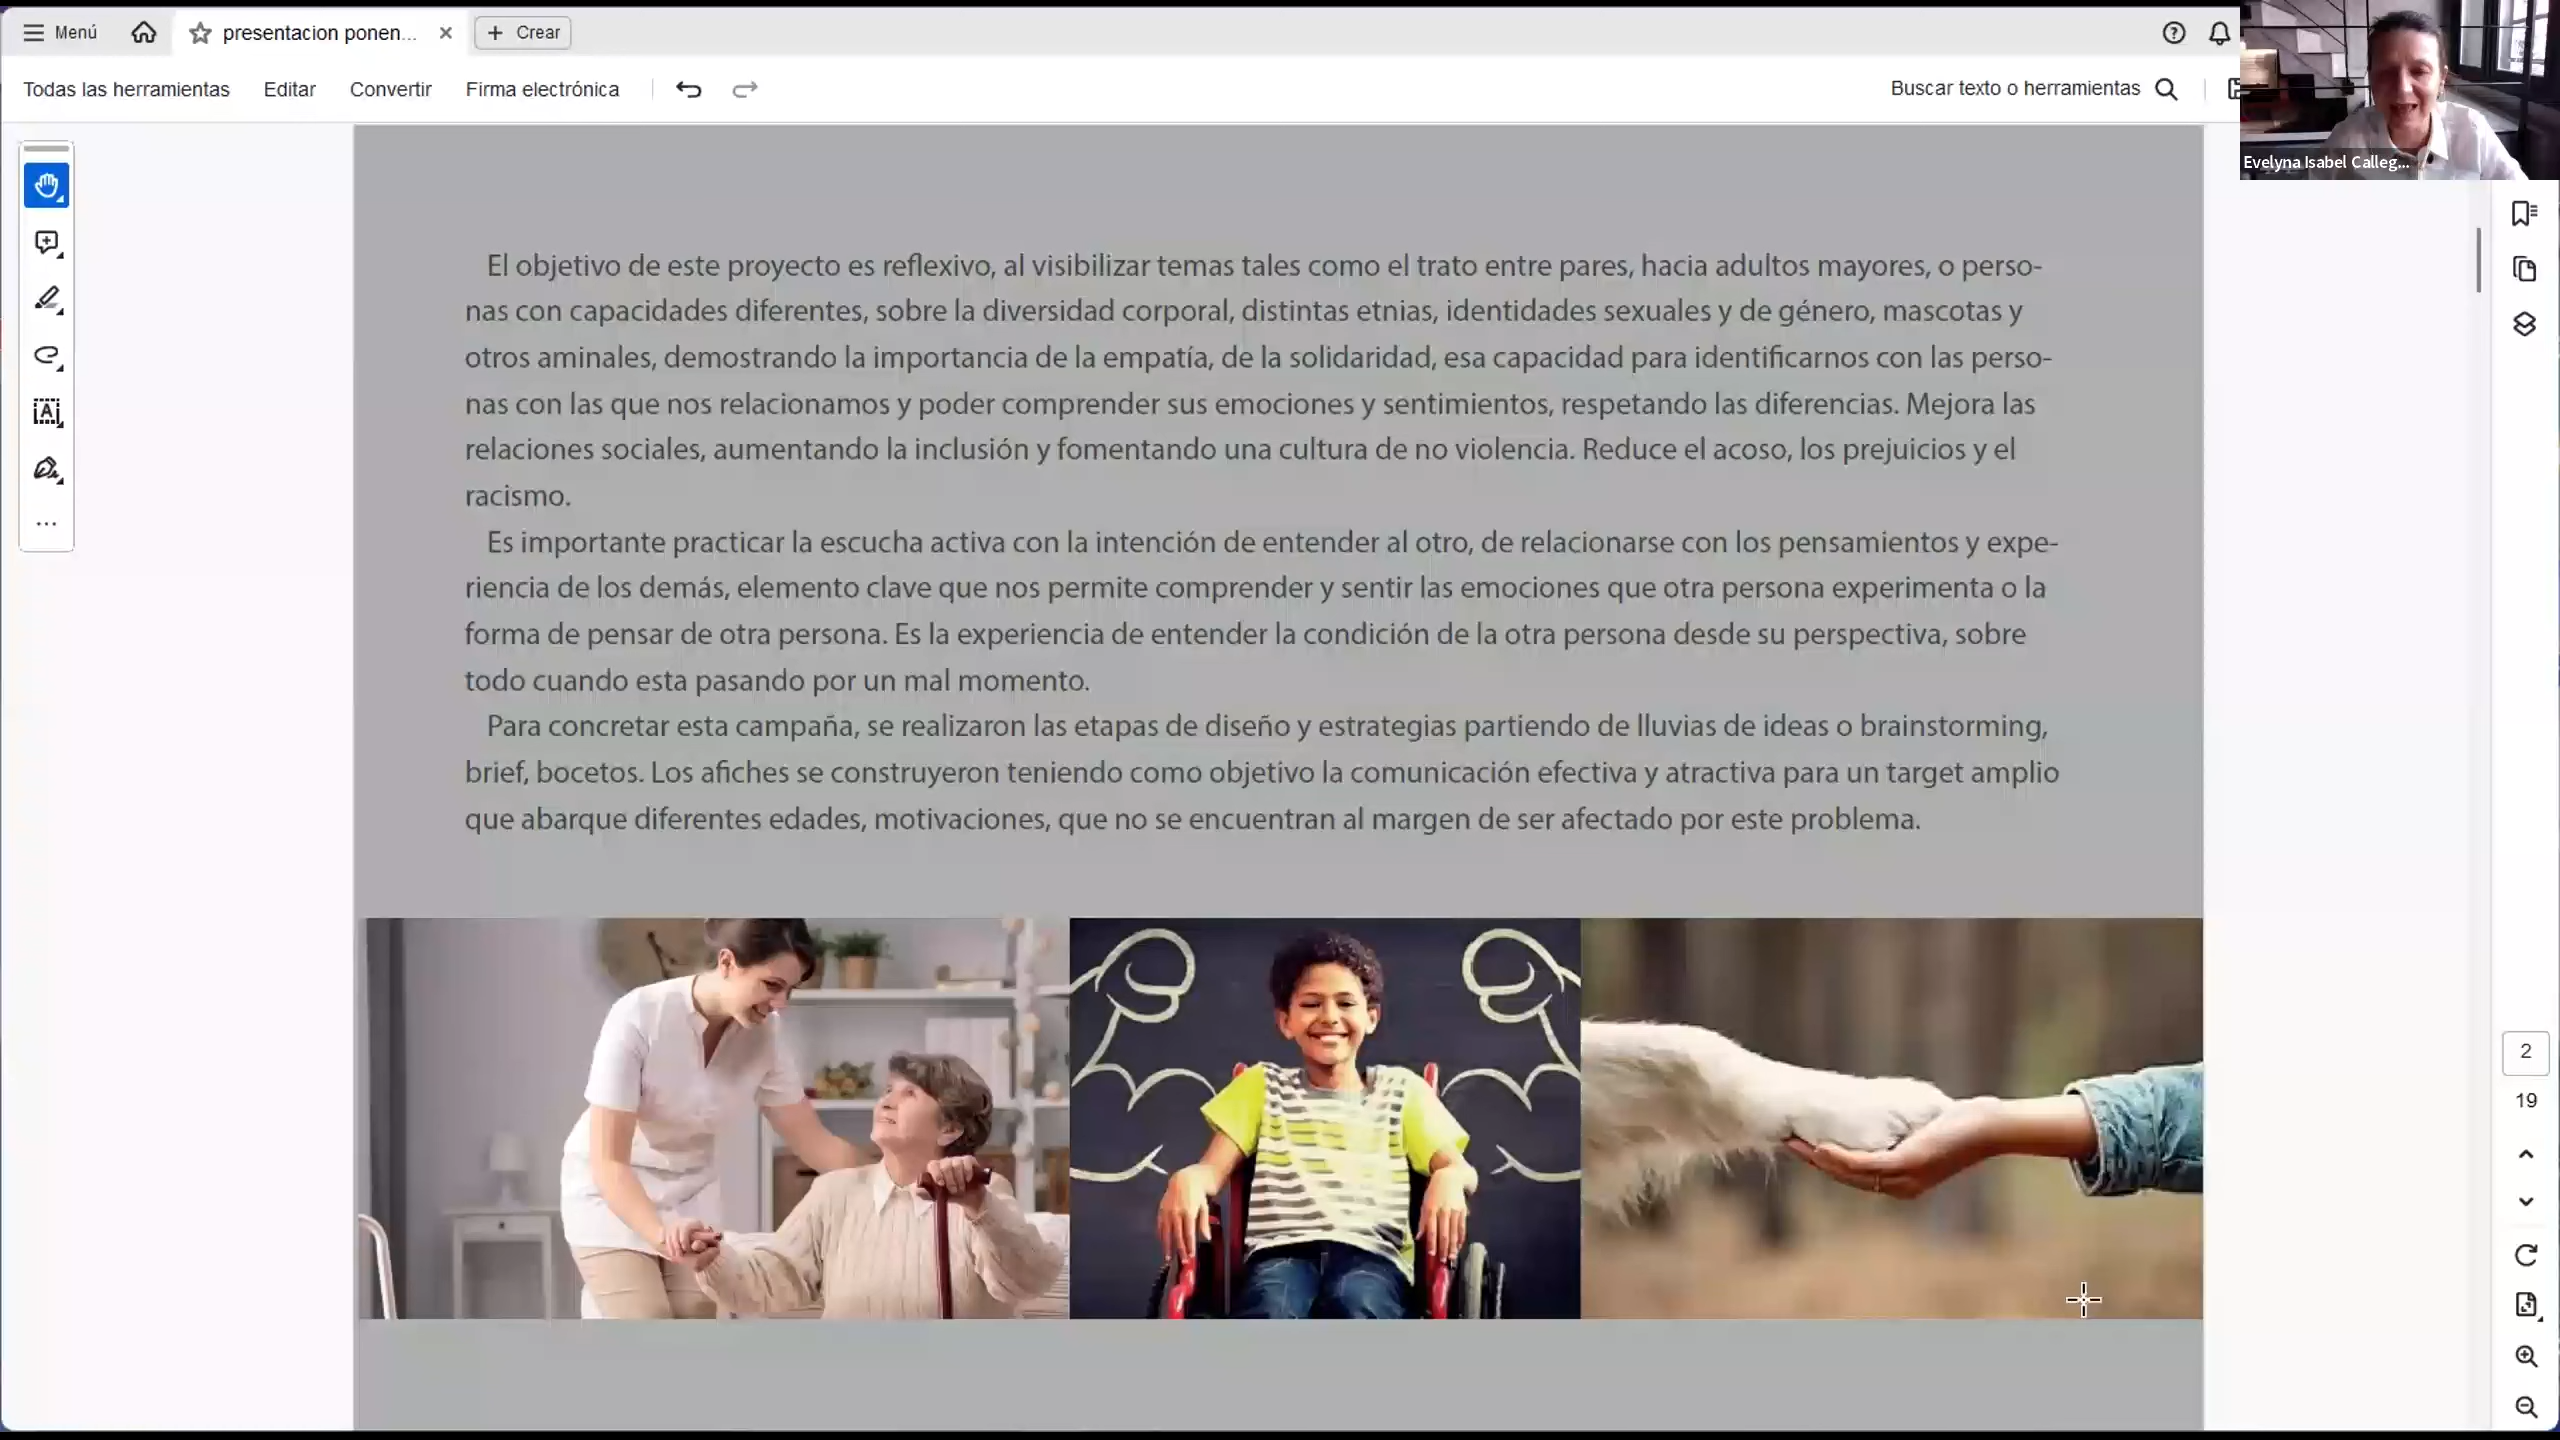 Menú
presentacion ponen...
Crear
Todas las herramientas
Editar
Convertir
Firma electrónica
Buscar texto o herramientas
Evelyna Isabel Calleg...
El objetivo de este proyecto es reflexivo, al visibilizar temas tales como el trato entre pares, hacia adultos mayores, o perso-
nas con capacidades diferentes, sobre la diversidad corporal, distintas etnias, identidades sexuales y de género, mascotas y
otros aminales, demostrando la importancia de la empatía, de la solidaridad, esa capacidad para identificarnos con las perso-
nas con las que nos relacionamos y poder comprender sus emociones y sentimientos, respetando las diferencias. Mejora las
relaciones sociales, aumentando la inclusión y fomentando una cultura de no violencia. Reduce el acoso, los prejuicios y el
racismo.
Es importante practicar la escucha activa con la intención de entender al otro, de relacionarse con los pensamientos y expe-
riencia de los demás, elemento clave que nos permite comprender y sentir las emociones que otra persona experimenta o la
forma de pensar de otra persona. Es la experiencia de entender la condición de la otra persona desde su perspectiva, sobre
todo cuando esta pasando por un mal momento.
Para concretar esta campaña, se realizaron las etapas de diseño y estrategias partiendo de lluvias de ideas o brainstorming,
brief, bocetos. Los afiches se construyeron teniendo como objetivo la comunicación efectiva y atractiva para un target amplio
que abarque diferentes edades, motivaciones, que no se encuentran al margen de ser afectado por este problema.
2
19